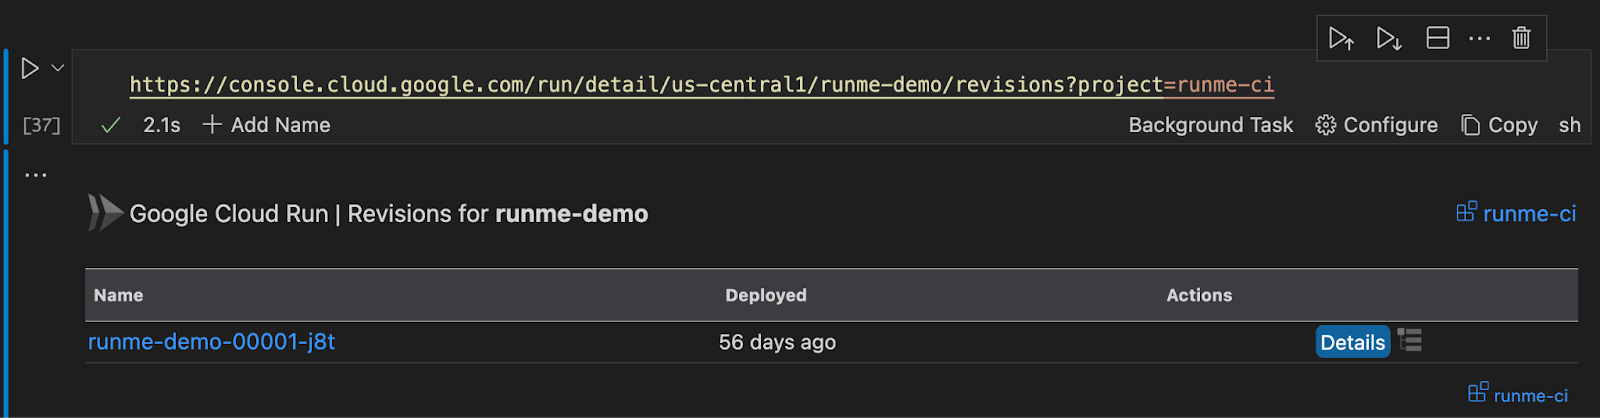 https://console.cloud.google.com/run/detail/us-central1/runme-demo/revisions?project=runme-ci
[37] 2.1s Add Name Background Task Configure Copy sh
Google Cloud Run | Revisions for runme-demo runme-ci
Name Deployed Actions
runme-demo-00001-j8t 56 days ago Details
runme-ci